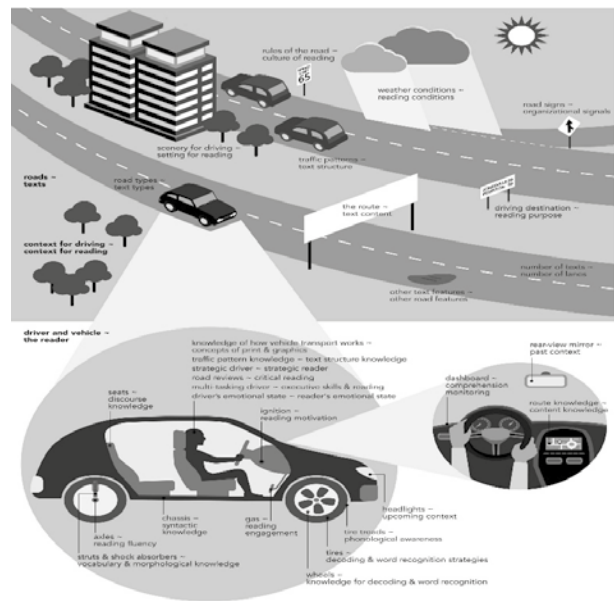 rules of the road ~
culture of reading
SPEED LIMIT
65
weather conditions ~
reading conditions
road signs ~
organizational signals
scenery for driving ~
setting for reading
traffic patterns ~
text structure
roads ~
texts
road types ~
text types
the route ~
text content
driving destination ~
reading purpose
context for driving ~
context for reading
number of texts ~
number of lanes
other text features ~
other road features
driver and vehicle ~
the reader
knowledge of how vehicle transport works ~
concepts of print & graphics
traffic pattern knowledge ~ text structure knowledge
strategic driver ~ strategic reader
road reviews ~ critical reading
multi tasking driver ~ executive skills & reading
driver's emotional state ~ reader's emotional state
rear-view mirror ~
past context
dashboard ~
comprehension
monitoring
seats ~
discourse
knowledge
ignition ~
reading motivation
route knowledge ~
content knowledge
headlights ~
upcoming context
chassis ~
syntactic
knowledge
gas ~
reading
engagement
axles ~
reading fluency
tire treads ~
phonological awareness
struts & shock absorbers ~
vocabulary & morphological knowledge
tires ~
decoding & word recognition strategies
wheels ~
knowledge for decoding & word recognition